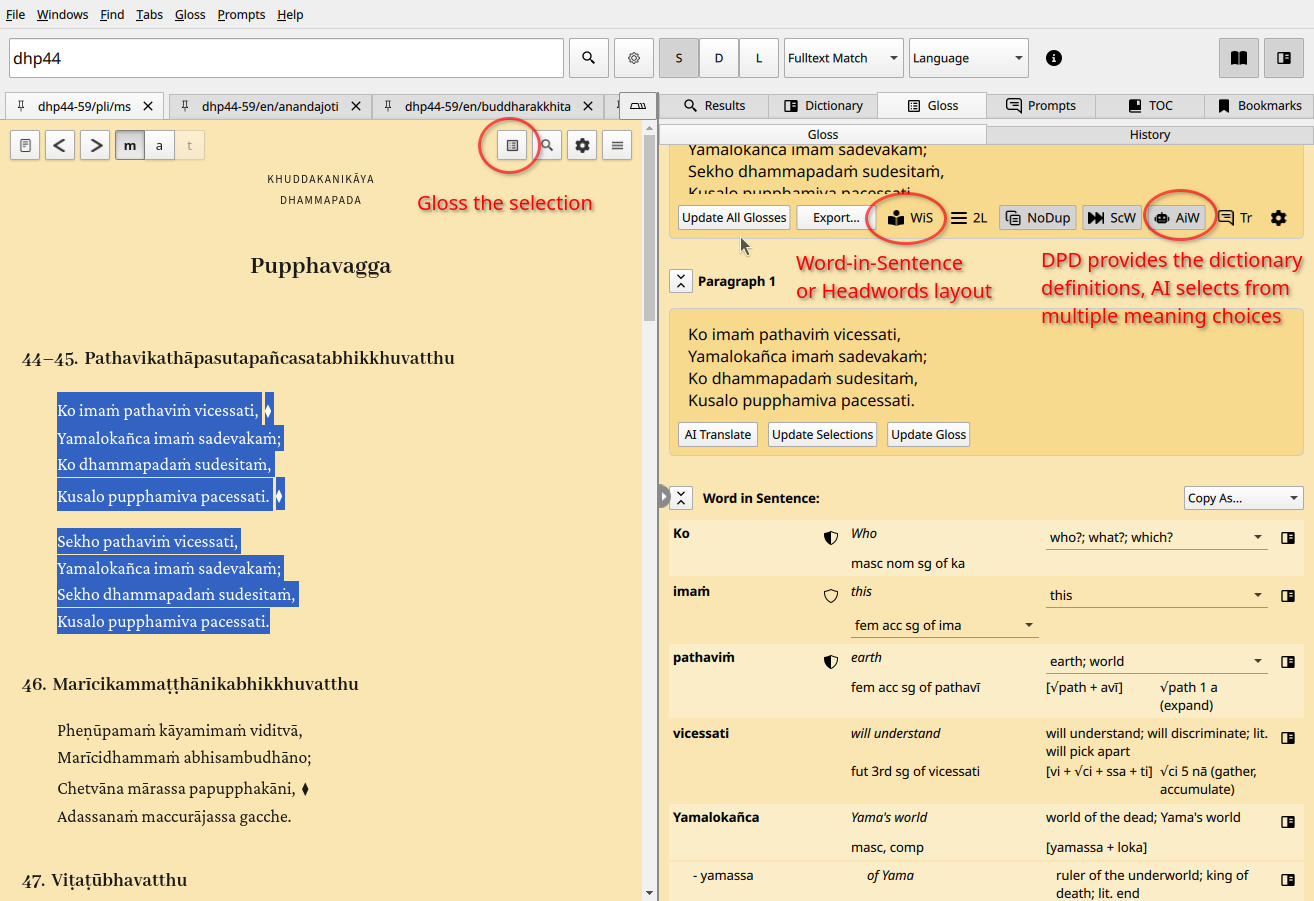 File Windows Find Tabs Gloss Prompts Help
dhp44
S D L Fulltext Match Language
dhp44-59/pli/ms dhp44-59/en/anandajoti dhp44-59/en/buddharakkhita
m a t
KHUDDAKANIKĀYA
DHAMMAPADA
Gloss the selection
Pupphavagga
44–45. Pathavikathāpasutapañcasatabhikkhuvatthu
Ko imaṁ pathaviṁ vicessati,
Yamalokañca imaṁ sadevakaṁ;
Ko dhammapadaṁ sudesitaṁ,
Kusalo pupphamiva pacessati.
Sekho pathaviṁ vicessati,
Yamalokañca imaṁ sadevakaṁ;
Sekho dhammapadaṁ sudesitaṁ,
Kusalo pupphamiva pacessati.
46. Marīcikammaṭṭhānikabhikkhuvatthu
Pheṇūpamaṁ kāyamimaṁ viditvā,
Marīcidhammaṁ abhisambudhāno;
Chetvāna mārassa papupphakāni,
Adassanaṁ maccurājassa gacche.
47. Viṭaṭūbhavatthu
Results Dictionary Gloss Prompts TOC Bookmarks
Gloss History
Yamalokañca imaṁ sadevakaṁ;
Sekho dhammapadaṁ sudesitaṁ,
Kusalo pupphamiva pacessati.
Update All Glosses Export... WiS 2L NoDup ScW AiW Tr
Word-in-Sentence
or Headwords layout
DPD provides the dictionary
definitions, AI selects from
multiple meaning choices
Paragraph 1
Ko imaṁ pathaviṁ vicessati,
Yamalokañca imaṁ sadevakaṁ;
Ko dhammapadaṁ sudesitaṁ,
Kusalo pupphamiva pacessati.
AI Translate Update Selections Update Gloss
Word in Sentence: Copy As...
Ko Who who?; what?; which?
masc nom sg of ka
imaṁ this this
fem acc sg of ima
pathaviṁ earth earth; world
fem acc sg of pathavī [√path + avī] √path 1 a
(expand)
vicessati will understand will understand; will discriminate; lit.
will pick apart
fut 3rd sg of vicessati [vi + √ci + ssa + ti] √ci 5 nā (gather,
accumulate)
Yamalokañca Yama's world world of the dead; Yama's world
masc, comp [yamassa + loka]
- yamassa of Yama ruler of the underworld; king of
death; lit. end